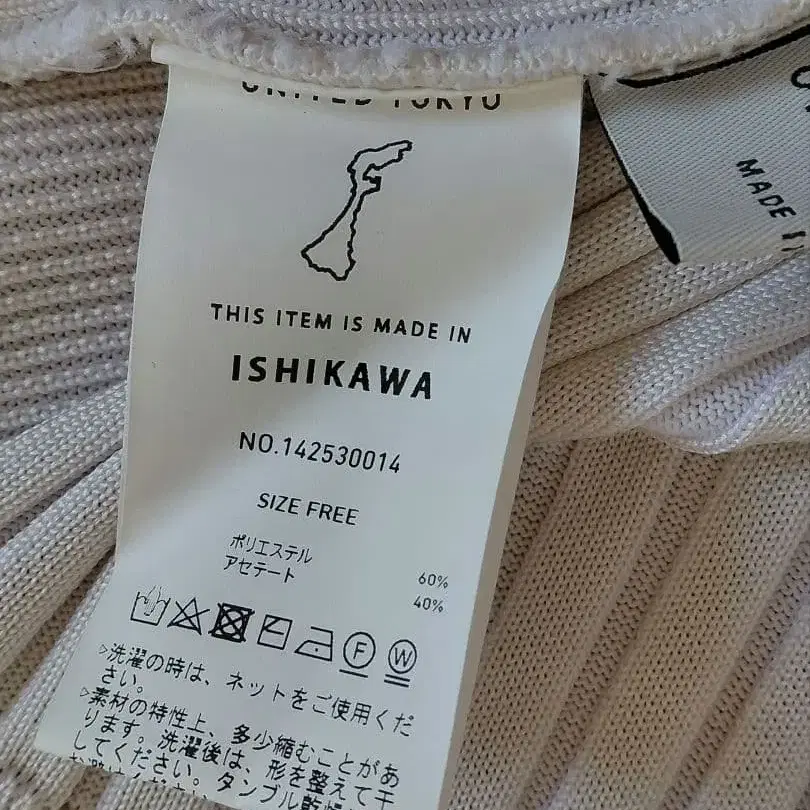 UNITED TOKYO
THIS ITEM IS MADE IN
ISHIKAWA
NO.142530014
SIZE FREE
ポリエステル 60%
アセテート 40%
F W
▷洗濯の時は、ネットをご使用くだ
さい。
▷素材の特性上、多少縮むことがあ
ります。洗濯後は、形を整えて干
してください。タンブル乾燥
MADE